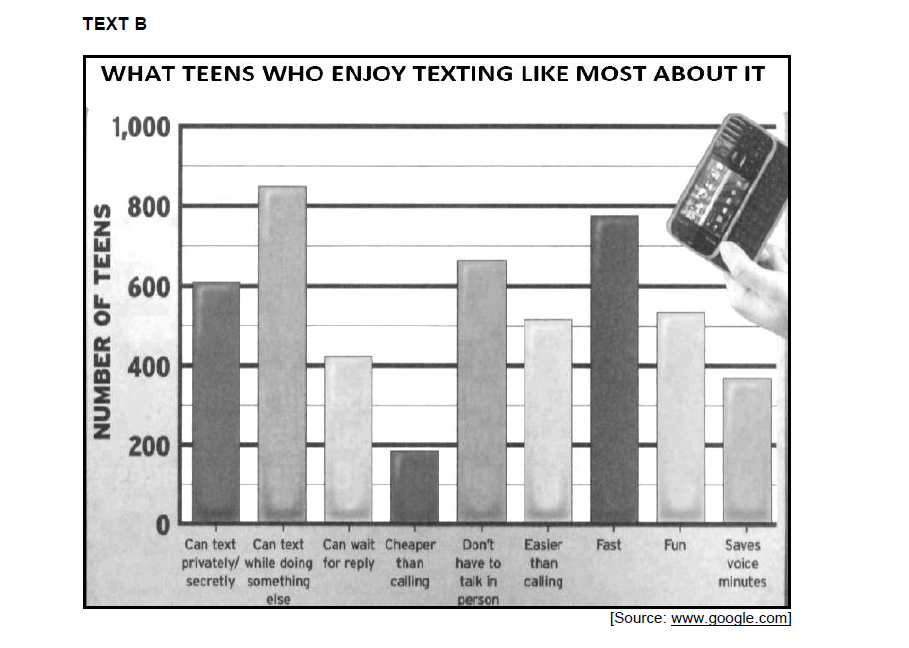 TEXT B
WHAT TEENS WHO ENJOY TEXTING LIKE MOST ABOUT IT
NUMBER OF TEENS
1,000
800
600
400
200
0
Can text
privately/
secretly
Can text
while doing
something
else
Can wait
for reply
Cheaper
than
calling
Don't
have to
talk in
person
Easier
than
calling
Fast
Fun
Saves
voice
minutes
[Source: www.google.com]